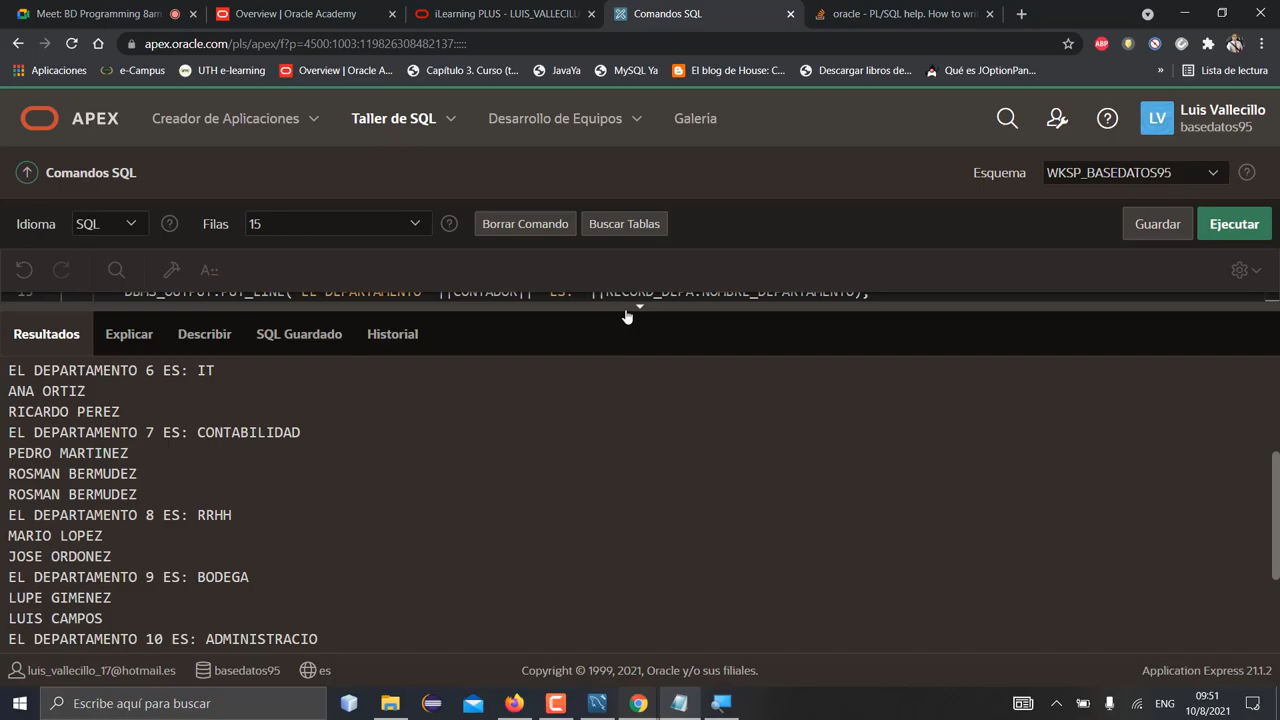 Meet: BD Programming 8am
Overview | Oracle Academy
iLearning PLUS - LUIS_VALLECILL
Comandos SQL
oracle - PL/SQL help. How to wri
apex.oracle.com/pls/apex/f?p=4500:1003:119826308482137:::::
Aplicaciones
e-Campus
UTH e-learning
Overview | Oracle A...
Capítulo 3. Curso (t...
JavaYa
MySQL Ya
El blog de House: C...
Descargar libros de...
Qué es JOptionPan...
»
Lista de lectura
APEX
Creador de Aplicaciones
Taller de SQL
Desarrollo de Equipos
Galería
LV
Luis Vallecillo
basedatos95
Comandos SQL
Esquema
WKSP_BASEDATOS95
Idioma
SQL
Filas
15
Borrar Comando
Buscar Tablas
Guardar
Ejecutar
DBMS_OUTPUT.PUT_LINE('EL DEPARTAMENTO '||CONTADOR||' ES: '||RECORD_DEPA.NOMBRE_DEPARTAMENTO);
Resultados
Explicar
Describir
SQL Guardado
Historial
EL DEPARTAMENTO 6 ES: IT
ANA ORTIZ
RICARDO PEREZ
EL DEPARTAMENTO 7 ES: CONTABILIDAD
PEDRO MARTINEZ
ROSMAN BERMUDEZ
ROSMAN BERMUDEZ
EL DEPARTAMENTO 8 ES: RRHH
MARIO LOPEZ
JOSE ORDONEZ
EL DEPARTAMENTO 9 ES: BODEGA
LUPE GIMENEZ
LUIS CAMPOS
EL DEPARTAMENTO 10 ES: ADMINISTRACIO
luis_vallecillo_17@hotmail.es
basedatos95
es
Copyright © 1999, 2021, Oracle y/o sus filiales.
Application Express 21.1.2
Escribe aquí para buscar
ENG
09:51
10/8/2021